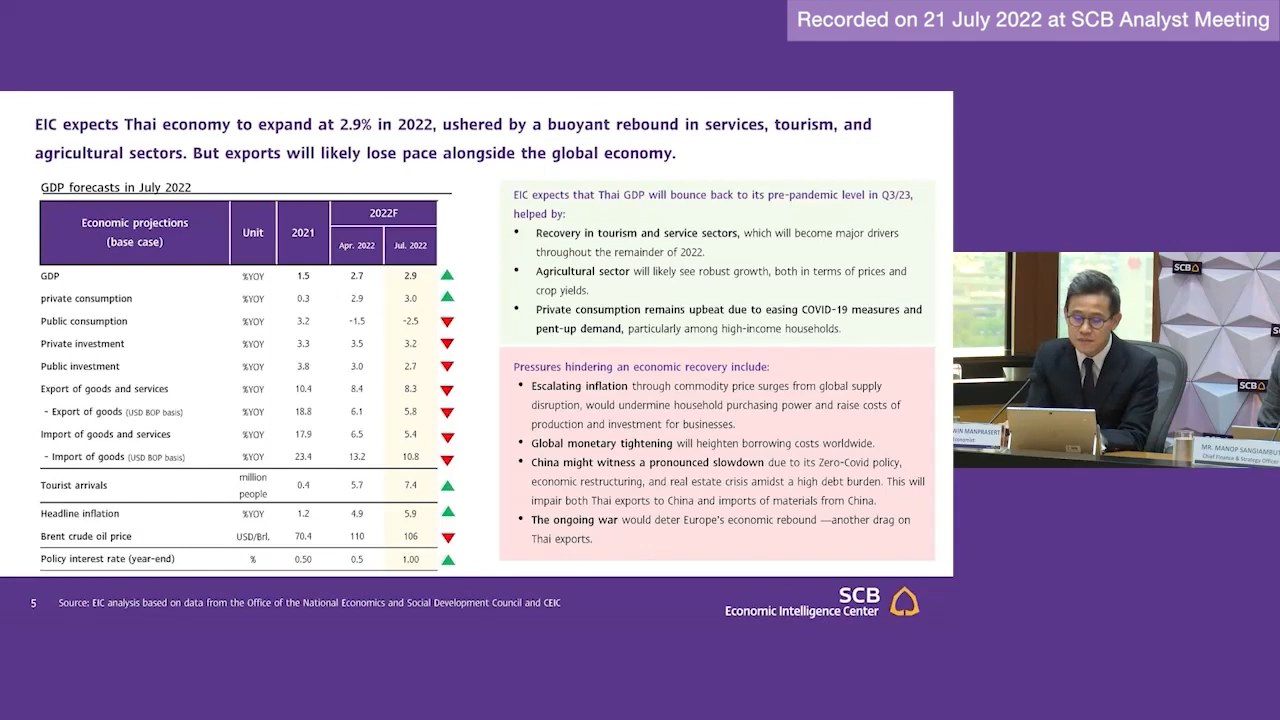 Recorded on 21 July 2022 at SCB Analyst Meeting
EIC expects Thai economy to expand at 2.9% in 2022, ushered by a buoyant rebound in services, tourism, and
agricultural sectors. But exports will likely lose pace alongside the global economy.
GDP forecasts in July 2022
Economic projections (base case) Unit 2021 2022F
Apr. 2022 Jul. 2022
GDP %YOY 1.5 2.7 2.9
private consumption %YOY 0.3 2.9 3.0
Public consumption %YOY 3.2 -1.5 -2.5
Private investment %YOY 3.3 3.5 3.2
Public investment %YOY 3.8 3.0 2.7
Export of goods and services %YOY 10.4 8.4 8.3
- Export of goods (USD BOP basis) %YOY 18.8 6.1 5.8
Import of goods and services %YOY 17.9 6.5 5.4
- Import of goods (USD BOP basis) %YOY 23.4 13.2 10.8
Tourist arrivals million people 0.4 5.7 7.4
Headline inflation %YOY 1.2 4.9 5.9
Brent crude oil price USD/Brl. 70.4 110 106
Policy interest rate (year-end) % 0.50 0.5 1.00
EIC expects that Thai GDP will bounce back to its pre-pandemic level in Q3/23,
helped by:
• Recovery in tourism and service sectors, which will become major drivers
throughout the remainder of 2022.
• Agricultural sector will likely see robust growth, both in terms of prices and
crop yields.
• Private consumption remains upbeat due to easing COVID-19 measures and
pent-up demand, particularly among high-income households.
Pressures hindering an economic recovery include:
• Escalating inflation through commodity price surges from global supply
disruption, would undermine household purchasing power and raise costs of
production and investment for businesses.
• Global monetary tightening will heighten borrowing costs worldwide.
• China might witness a pronounced slowdown due to its Zero-Covid policy,
economic restructuring, and real estate crisis amidst a high debt burden. This will
impair both Thai exports to China and imports of materials from China.
• The ongoing war would deter Europe's economic rebound —another drag on
Thai exports.
SCB
SCB
MANPRASERT
MR. MANOP SANGIAMBUT
Chief Finance & Strategy Officer
5 Source: EIC analysis based on data from the Office of the National Economics and Social Development Council and CEIC
SCB
Economic Intelligence Center